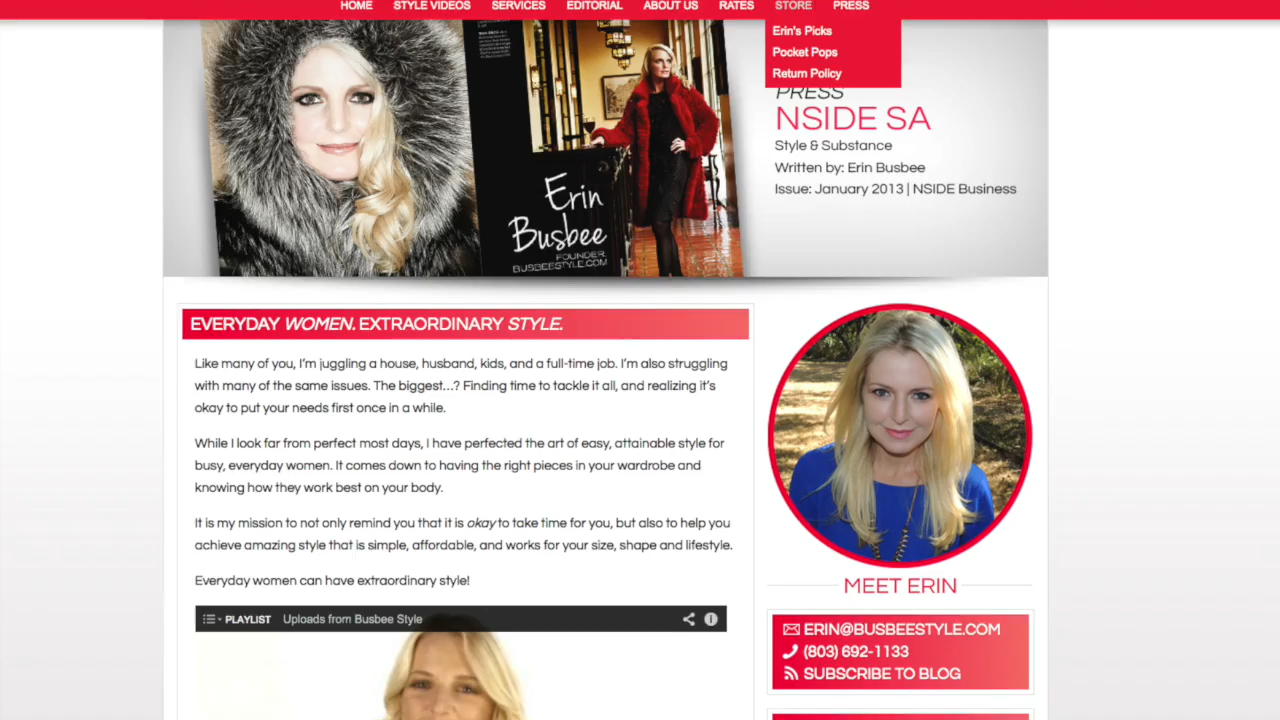 HOME STYLE VIDEOS SERVICES EDITORIAL ABOUT US RATES STORE PRESS
Erin's Picks
Pocket Pops
Return Policy
PRESS
NSIDE SA
Style & Substance
Written by: Erin Busbee
Issue: January 2013 | NSIDE Business
Erin
Busbee
FOUNDER,
BUSBEESTYLE.COM
EVERYDAY WOMEN. EXTRAORDINARY STYLE.
Like many of you, I'm juggling a house, husband, kids, and a full-time job. I'm also struggling
with many of the same issues. The biggest...? Finding time to tackle it all, and realizing it's
okay to put your needs first once in a while.
While I look far from perfect most days, I have perfected the art of easy, attainable style for
busy, everyday women. It comes down to having the right pieces in your wardrobe and
knowing how they work best on your body.
It is my mission to not only remind you that it is okay to take time for you, but also to help you
achieve amazing style that is simple, affordable, and works for your size, shape and lifestyle.
Everyday women can have extraordinary style!
PLAYLIST Uploads from Busbee Style
MEET ERIN
ERIN@BUSBEESTYLE.COM
(803) 692-1133
SUBSCRIBE TO BLOG